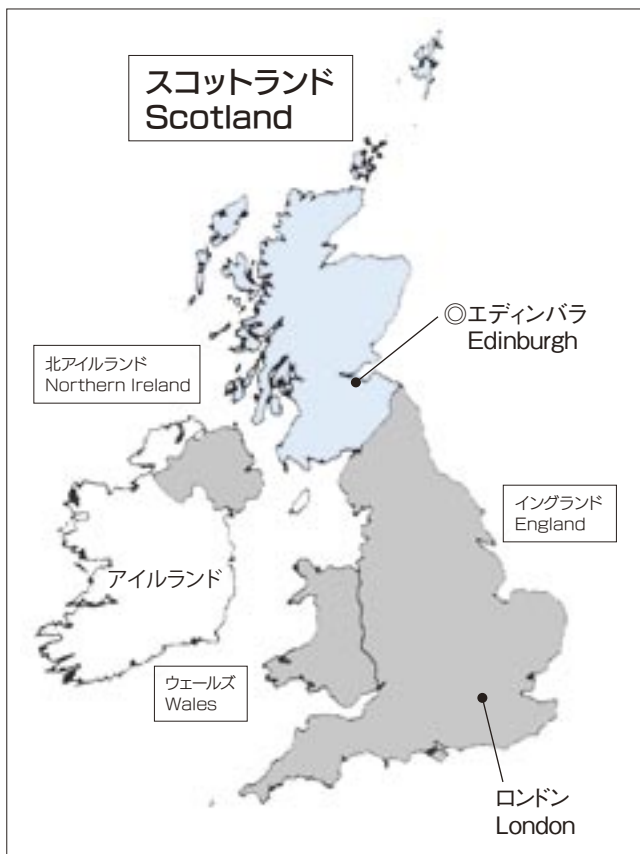 スコットランド
Scotland
◎エディンバラ
Edinburgh
北アイルランド
Northern Ireland
イングランド
England
アイルランド
ウェールズ
Wales
ロンドン
London